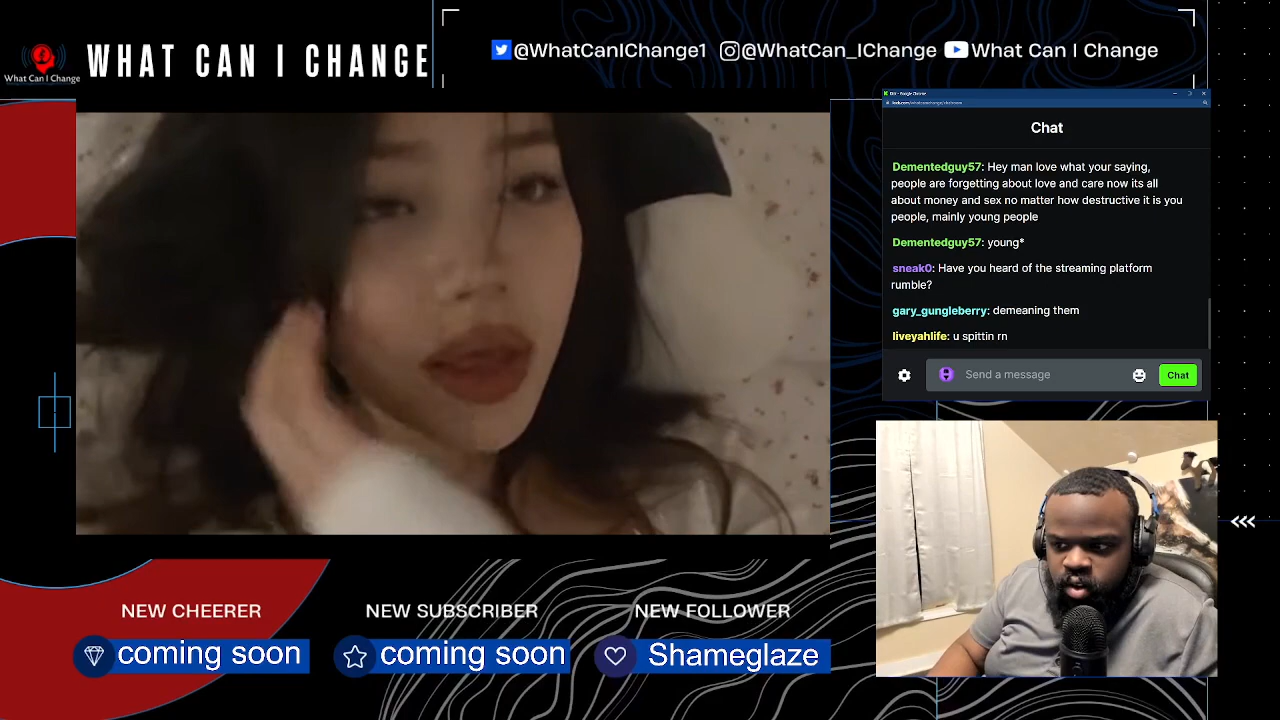 What Can I Change
WHAT CAN I CHANGE
@WhatCanIChange1 @WhatCan_IChange What Can I Change
Chat
Dementedguy57: Hey man love what your saying,
people are forgetting about love and care now its all
about money and sex no matter how destructive it is you
people, mainly young people
Dementedguy57: young*
sneak0: Have you heard of the streaming platform
rumble?
gary_gungleberry: demeaning them
liveyahlife: u spittin rn
Send a message
Chat
NEW CHEERER
coming soon
NEW SUBSCRIBER
coming soon
NEW FOLLOWER
Shameglaze